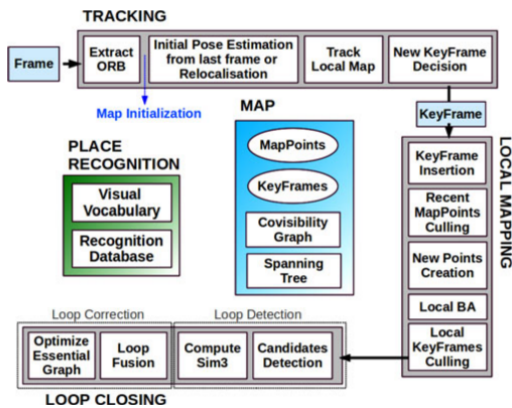 TRACKING
Frame
Extract
ORB
Initial Pose Estimation
from last frame or
Relocalisation
Track
Local Map
New KeyFrame
Decision
Map Initialization
KeyFrame
PLACE
RECOGNITION
Visual
Vocabulary
Recognition
Database
MAP
MapPoints
KeyFrames
Covisibility
Graph
Spanning
Tree
LOCAL MAPPING
KeyFrame
Insertion
Recent
MapPoints
Culling
New Points
Creation
Local BA
Local
KeyFrames
Culling
Loop Correction
Loop Detection
Optimize
Essential
Graph
Loop
Fusion
Compute
Sim3
Candidates
Detection
LOOP CLOSING